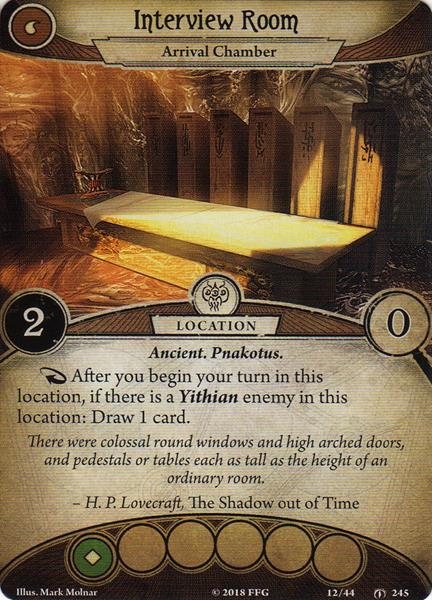 Interview Room
Arrival Chamber
2
LOCATION
0
Ancient. Pnakotus.
After you begin your turn in this
location, if there is a Yithian enemy in this
location: Draw 1 card.
There were colossal round windows and high arched doors,
and pedestals or tables each as tall as the height of an
ordinary room.
– H. P. Lovecraft, The Shadow out of Time
Illus. Mark Molnar
© 2018 FFG
12/44
245